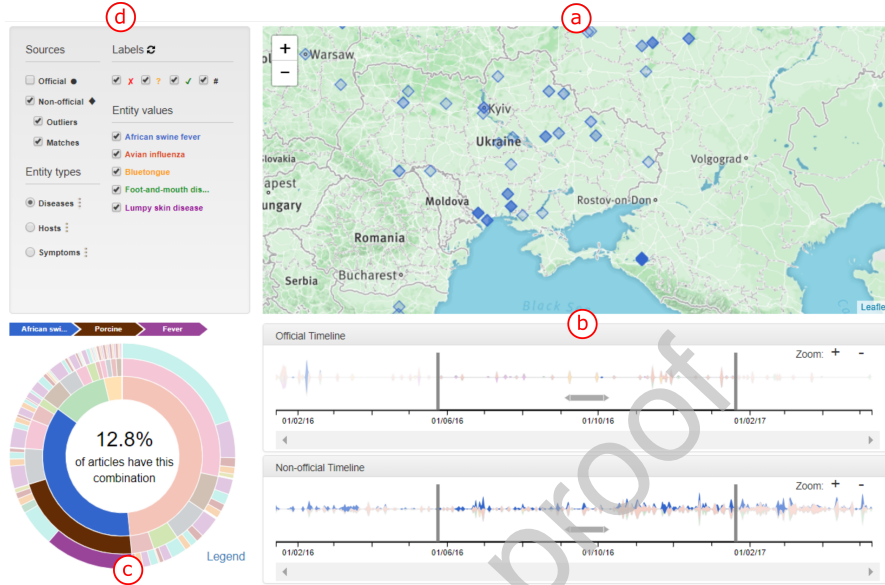 d
a
Sources
Labels
Official
Non-official
Outliers
Matches
✗ ? ✓ #
Entity values
African swine fever
Avian influenza
Bluetongue
Foot-and-mouth dis...
Lumpy skin disease
Entity types
Diseases
Hosts
Symptoms
+
−
Warsaw
Kyiv
Ukraine
Volgograd
Slovakia
Moldova
Rostov-on-Don
ungary
Romania
Serbia
Bucharest
Black Se
Leafle
African swi...
Porcine
Fever
12.8%
of articles have this
combination
Legend
c
b
Official Timeline
Zoom: + -
01/02/16 01/06/16 01/10/16 01/02/17
Non-official Timeline
Zoom: + -
01/02/16 01/06/16 01/10/16 01/02/17
proof